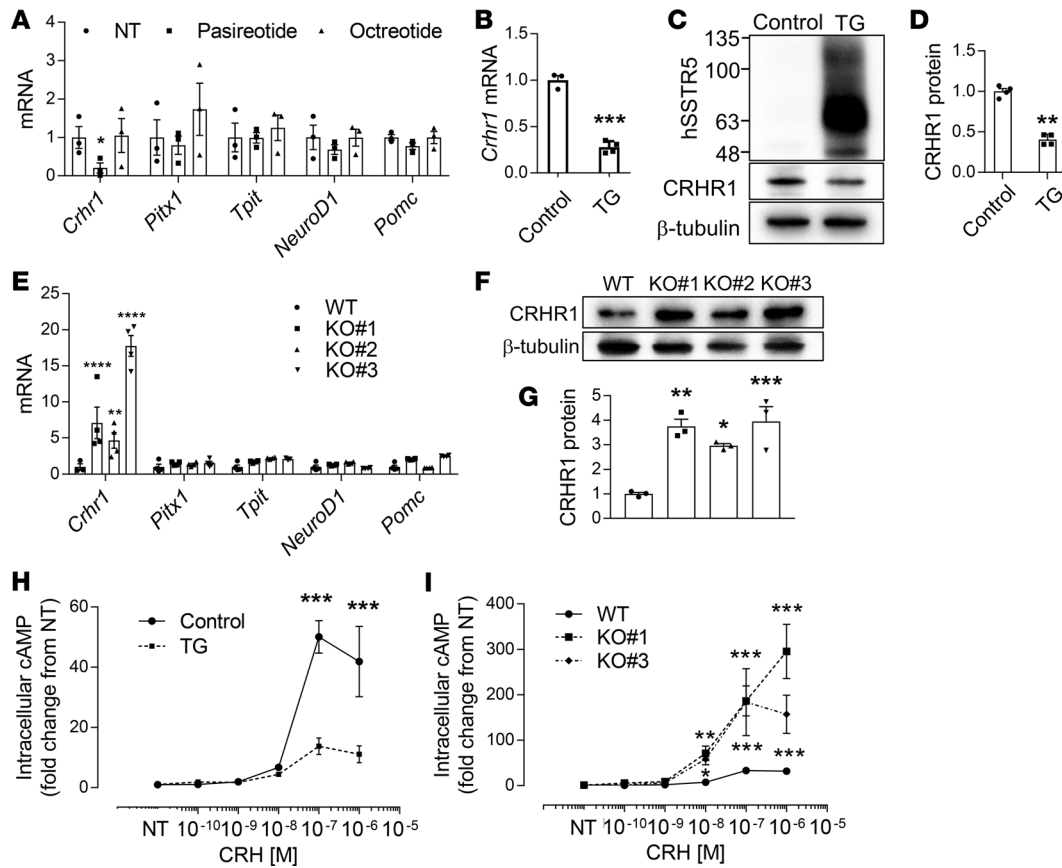 A
NT Pasireotide Octreotide
mRNA
4
3
2
1
0
*
Crhr1 Pitx1 Tpit NeuroD1 Pomc
B
Crhr1 mRNA
1.5
1.0
0.5
0.0
***
Control TG
C
Control TG
hSSTR5
135
100
63
48
CRHR1
β-tubulin
D
CRHR1 protein
1.5
1.0
0.5
0.0
**
Control TG
E
mRNA
25
20
15
10
5
0
WT
KO#1
KO#2
KO#3
**** ** ****
Crhr1 Pitx1 Tpit NeuroD1 Pomc
F
WT KO#1 KO#2 KO#3
CRHR1
β-tubulin
G
CRHR1 protein
5
4
3
2
1
0
** * ***
H
Intracellular cAMP
(fold change from NT)
60
40
20
0
Control
TG
*** ***
NT 10⁻¹⁰ 10⁻⁹ 10⁻⁸ 10⁻⁷ 10⁻⁶ 10⁻⁵
CRH [M]
I
Intracellular cAMP
(fold change from NT)
400
300
200
100
0
WT
KO#1
KO#3
***
***
**
*** ***
*
NT 10⁻¹⁰ 10⁻⁹ 10⁻⁸ 10⁻⁷ 10⁻⁶ 10⁻⁵
CRH [M]